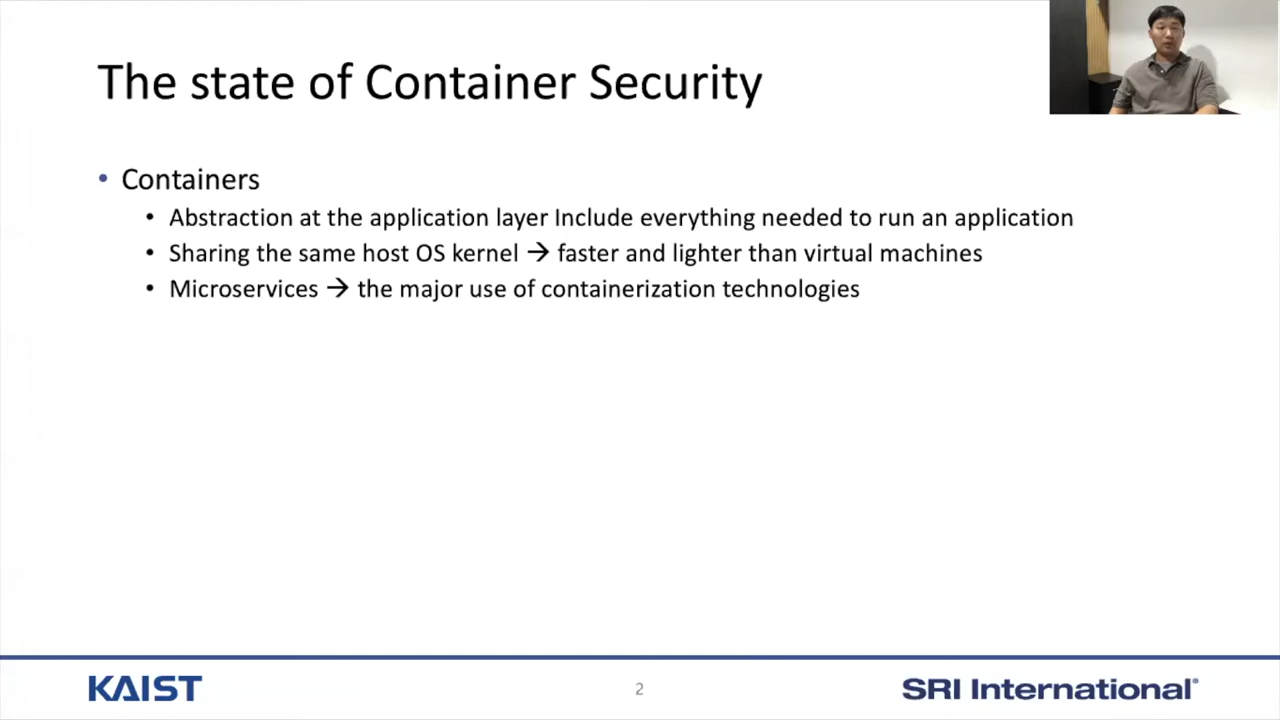 The state of Container Security
• Containers
• Abstraction at the application layer Include everything needed to run an application
• Sharing the same host OS kernel → faster and lighter than virtual machines
• Microservices → the major use of containerization technologies
KAIST
2
SRI International®